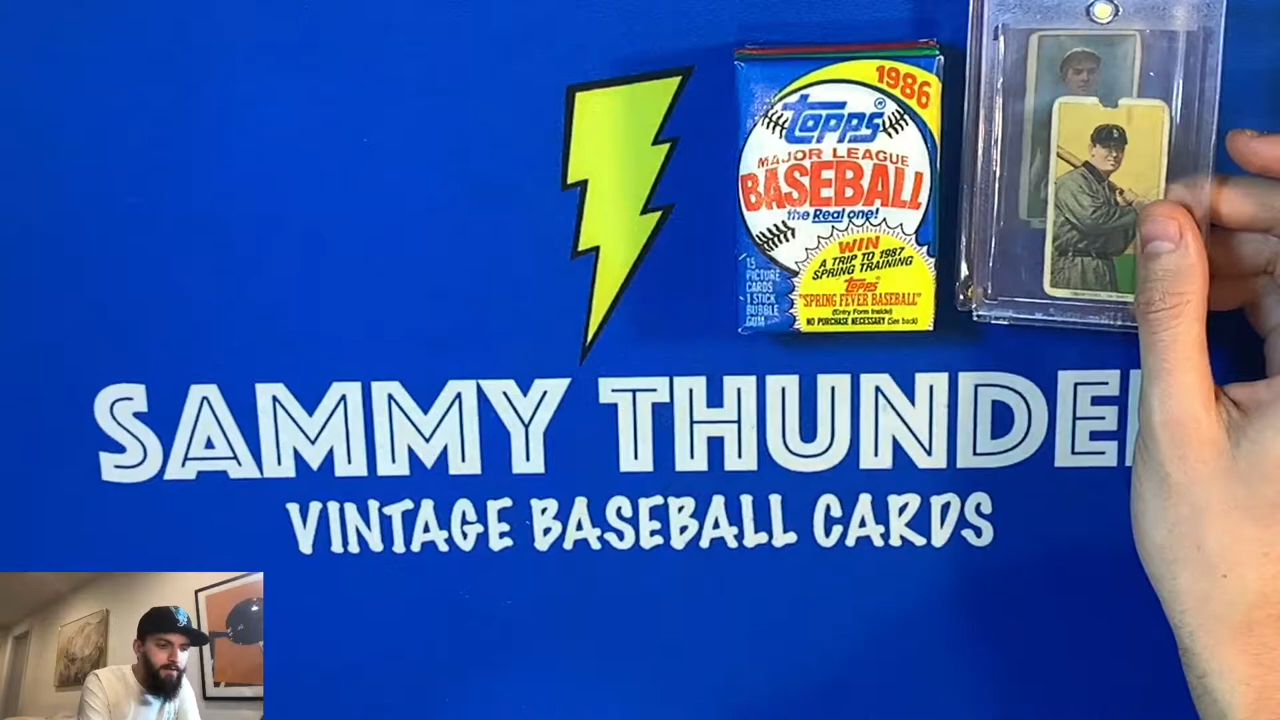 1986
topps
MAJOR LEAGUE
BASEBALL
the Real one!
WIN
A TRIP TO 1987
SPRING TRAINING
topps
"SPRING FEVER BASEBALL"
(Entry Form Inside)
NO PURCHASE NECESSARY (See back)
15
PICTURE
CARDS
1 STICK
BUBBLE
GUM
SAMMY THUNDE
VINTAGE BASEBALL CARDS